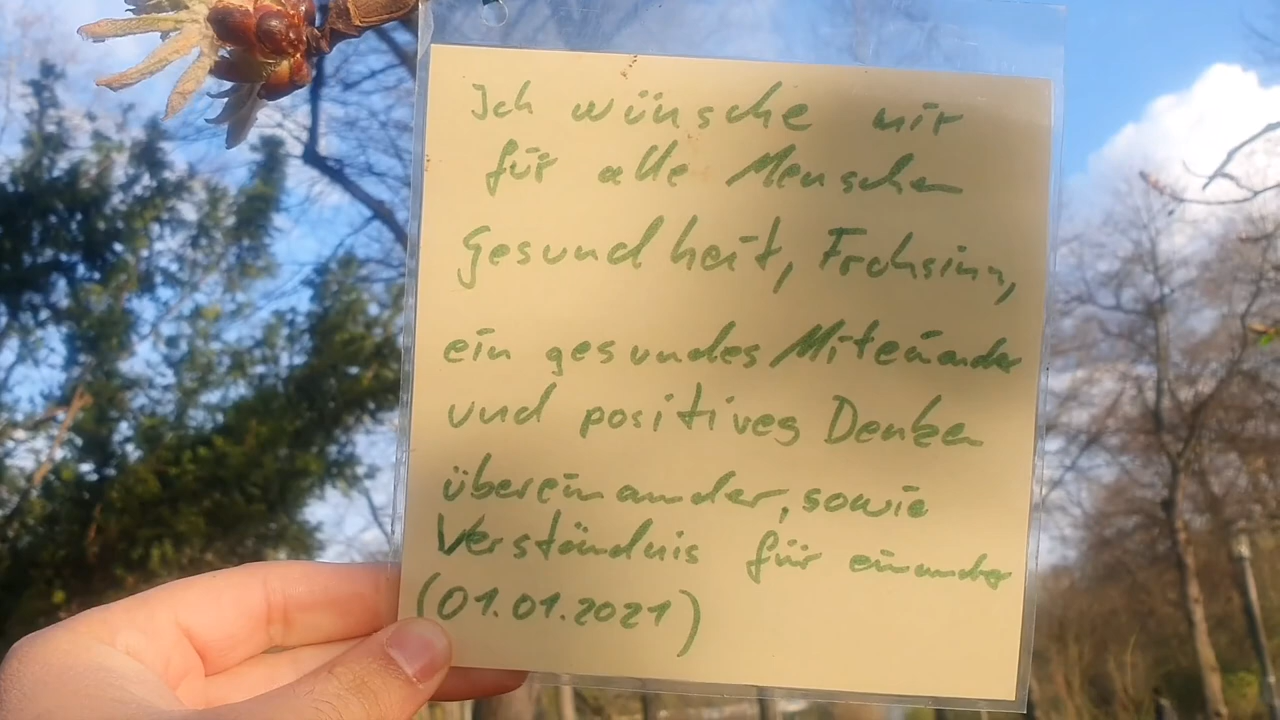 Ich wünsche mir
für alle Menschen
Gesundheit, Frohsinn,
ein gesundes Miteinander
und positives Denken
übereinander, sowie
Verständnis für einander
(01.01.2021)